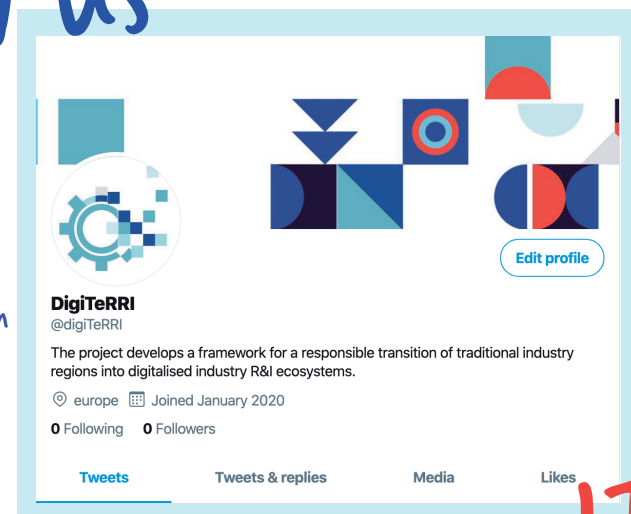 us
Edit profile
DigiTeRRI
@digiTeRRI
The project develops a framework for a responsible transition of traditional industry
regions into digitalised industry R&I ecosystems.
europe Joined January 2020
0 Following 0 Followers
Tweets Tweets & replies Media Likes